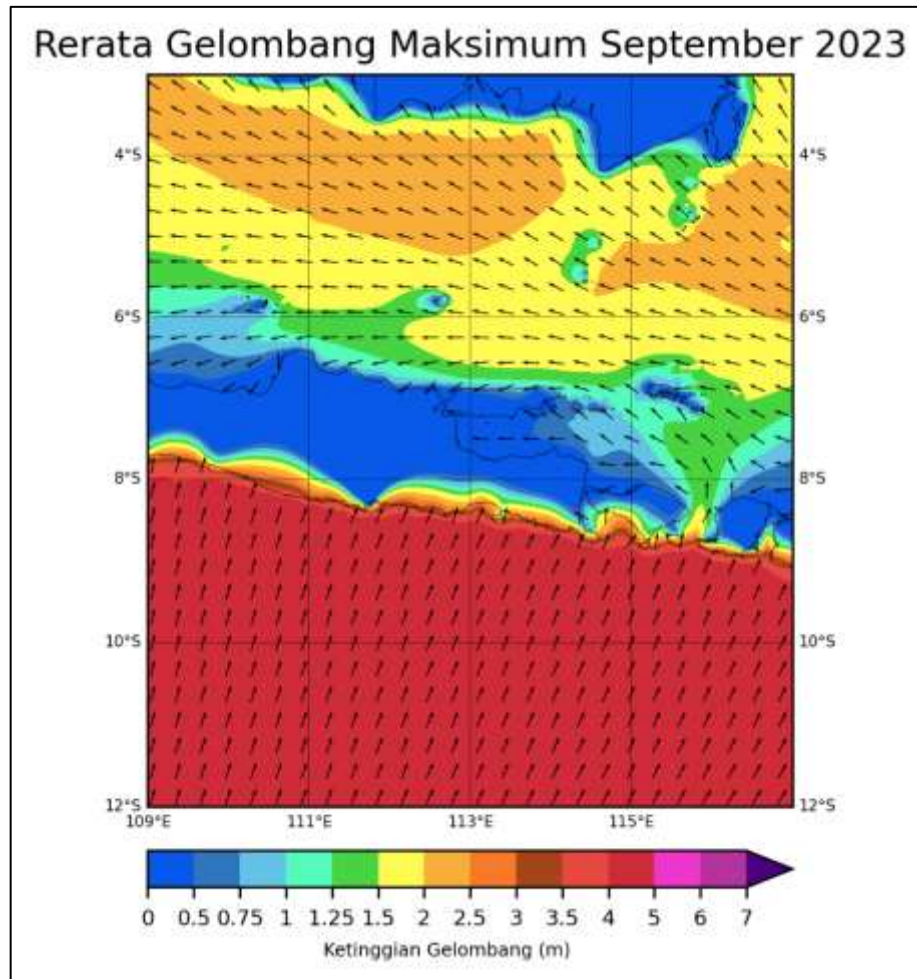 Rerata Gelombang Maksimum September 2023
4°S 4°S
6°S 6°S
8°S 8°S
10°S 10°S
12°S 12°S
109°E 111°E 113°E 115°E
0 0.5 0.75 1 1.25 1.5 2 2.5 3 3.5 4 5 6 7
Ketinggian Gelombang (m)